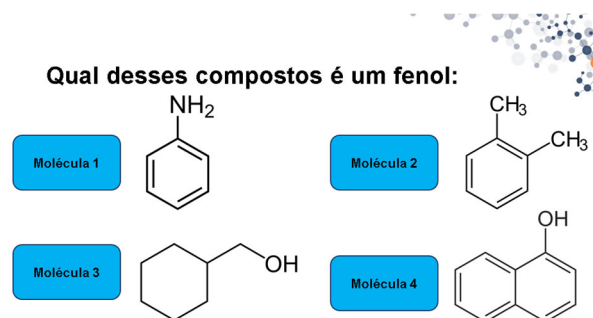 Qual desses compostos é um fenol:
NH2
Molécula 1
CH3
CH3
Molécula 2
Molécula 3
OH
OH
Molécula 4